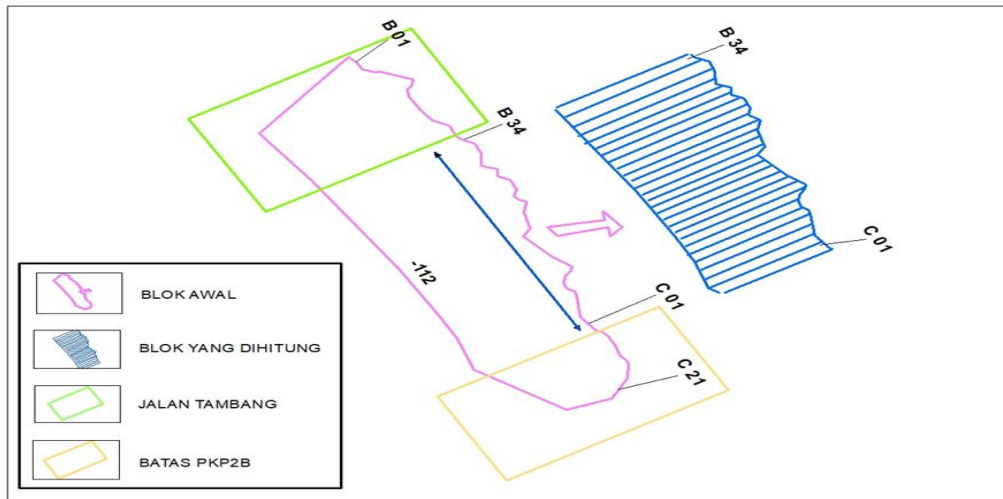 B 01
B 34
B 34
C 01
-112
C 01
C 21
BLOK AWAL
BLOK YANG DIHITUNG
JALAN TAMBANG
BATAS PKP2B